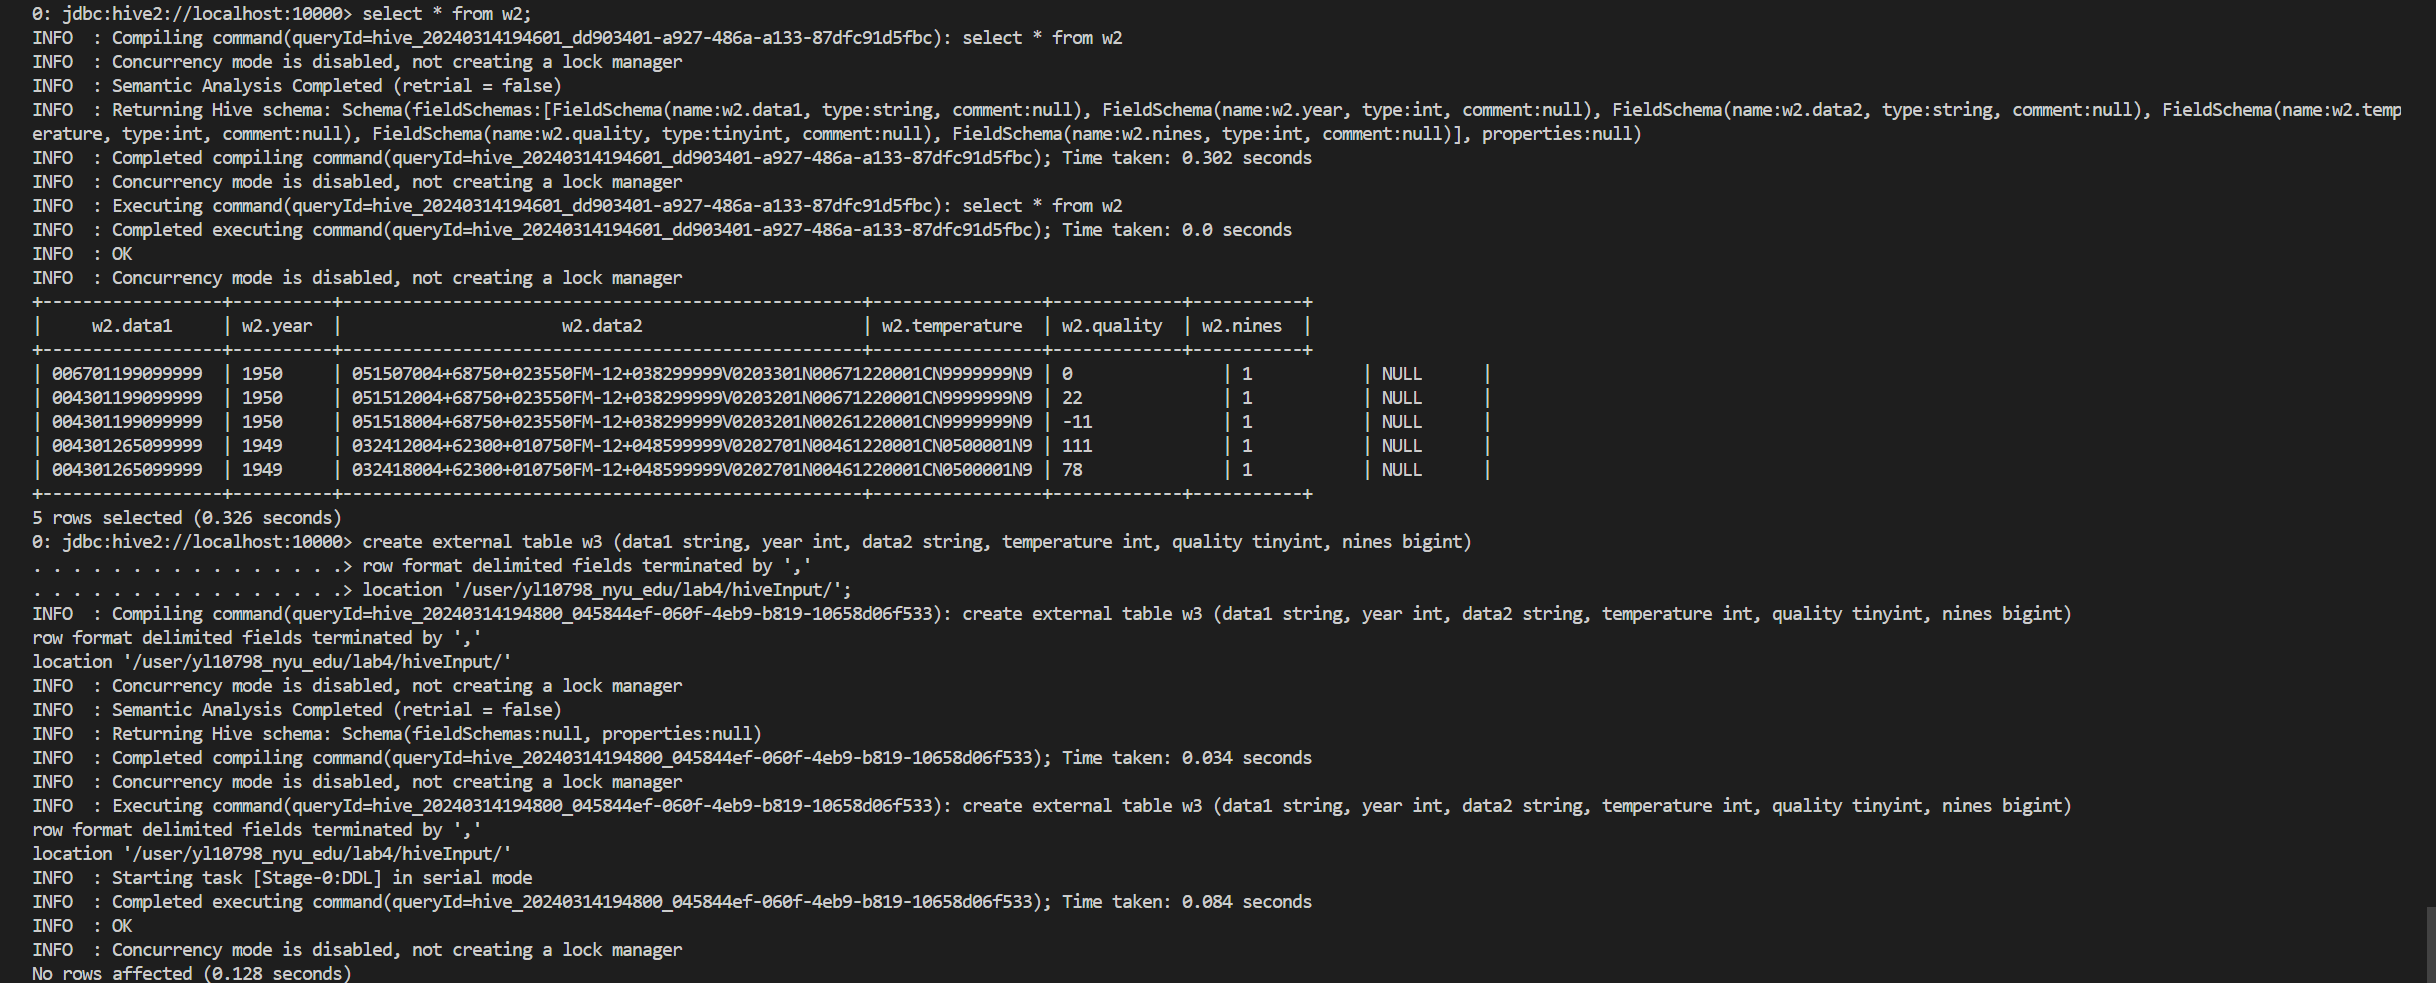 0: jdbc:hive2://localhost:10000> select * from w2;
INFO  : Compiling command(queryId=hive_20240314194601_dd903401-a927-486a-a133-87dfc91d5fbc): select * from w2
INFO  : Concurrency mode is disabled, not creating a lock manager
INFO  : Semantic Analysis Completed (retrial = false)
INFO  : Returning Hive schema: Schema(fieldSchemas:[FieldSchema(name:w2.data1, type:string, comment:null), FieldSchema(name:w2.year, type:int, comment:null), FieldSchema(name:w2.data2, type:string, comment:null), FieldSchema(name:w2.temp
erature, type:int, comment:null), FieldSchema(name:w2.quality, type:tinyint, comment:null), FieldSchema(name:w2.nines, type:int, comment:null)], properties:null)
INFO  : Completed compiling command(queryId=hive_20240314194601_dd903401-a927-486a-a133-87dfc91d5fbc); Time taken: 0.302 seconds
INFO  : Concurrency mode is disabled, not creating a lock manager
INFO  : Executing command(queryId=hive_20240314194601_dd903401-a927-486a-a133-87dfc91d5fbc): select * from w2
INFO  : Completed executing command(queryId=hive_20240314194601_dd903401-a927-486a-a133-87dfc91d5fbc); Time taken: 0.0 seconds
INFO  : OK
INFO  : Concurrency mode is disabled, not creating a lock manager
+------------------+----------+----------------------------------------------------+-----------------+-------------+-----------+
|     w2.data1     | w2.year  |                      w2.data2                      | w2.temperature  | w2.quality  | w2.nines  |
+------------------+----------+----------------------------------------------------+-----------------+-------------+-----------+
| 006701199099999  | 1950     | 051507004+68750+023550FM-12+038299999V0203301N00671220001CN9999999N9 | 0               | 1           | NULL      |
| 004301199099999  | 1950     | 051512004+68750+023550FM-12+038299999V0203201N00671220001CN9999999N9 | 22              | 1           | NULL      |
| 004301199099999  | 1950     | 051518004+68750+023550FM-12+038299999V0203201N00261220001CN9999999N9 | -11             | 1           | NULL      |
| 004301265099999  | 1949     | 032412004+62300+010750FM-12+048599999V0202701N00461220001CN0500001N9 | 111             | 1           | NULL      |
| 004301265099999  | 1949     | 032418004+62300+010750FM-12+048599999V0202701N00461220001CN0500001N9 | 78              | 1           | NULL      |
+------------------+----------+----------------------------------------------------+-----------------+-------------+-----------+
5 rows selected (0.326 seconds)
0: jdbc:hive2://localhost:10000> create external table w3 (data1 string, year int, data2 string, temperature int, quality tinyint, nines bigint)
. . . . . . . . . . . . . . . .> row format delimited fields terminated by ','
. . . . . . . . . . . . . . . .> location '/user/yl10798_nyu_edu/lab4/hiveInput/';
INFO  : Compiling command(queryId=hive_20240314194800_045844ef-060f-4eb9-b819-10658d06f533): create external table w3 (data1 string, year int, data2 string, temperature int, quality tinyint, nines bigint)
row format delimited fields terminated by ','
location '/user/yl10798_nyu_edu/lab4/hiveInput/'
INFO  : Concurrency mode is disabled, not creating a lock manager
INFO  : Semantic Analysis Completed (retrial = false)
INFO  : Returning Hive schema: Schema(fieldSchemas:null, properties:null)
INFO  : Completed compiling command(queryId=hive_20240314194800_045844ef-060f-4eb9-b819-10658d06f533); Time taken: 0.034 seconds
INFO  : Concurrency mode is disabled, not creating a lock manager
INFO  : Executing command(queryId=hive_20240314194800_045844ef-060f-4eb9-b819-10658d06f533): create external table w3 (data1 string, year int, data2 string, temperature int, quality tinyint, nines bigint)
row format delimited fields terminated by ','
location '/user/yl10798_nyu_edu/lab4/hiveInput/'
INFO  : Starting task [Stage-0:DDL] in serial mode
INFO  : Completed executing command(queryId=hive_20240314194800_045844ef-060f-4eb9-b819-10658d06f533); Time taken: 0.084 seconds
INFO  : OK
INFO  : Concurrency mode is disabled, not creating a lock manager
No rows affected (0.128 seconds)